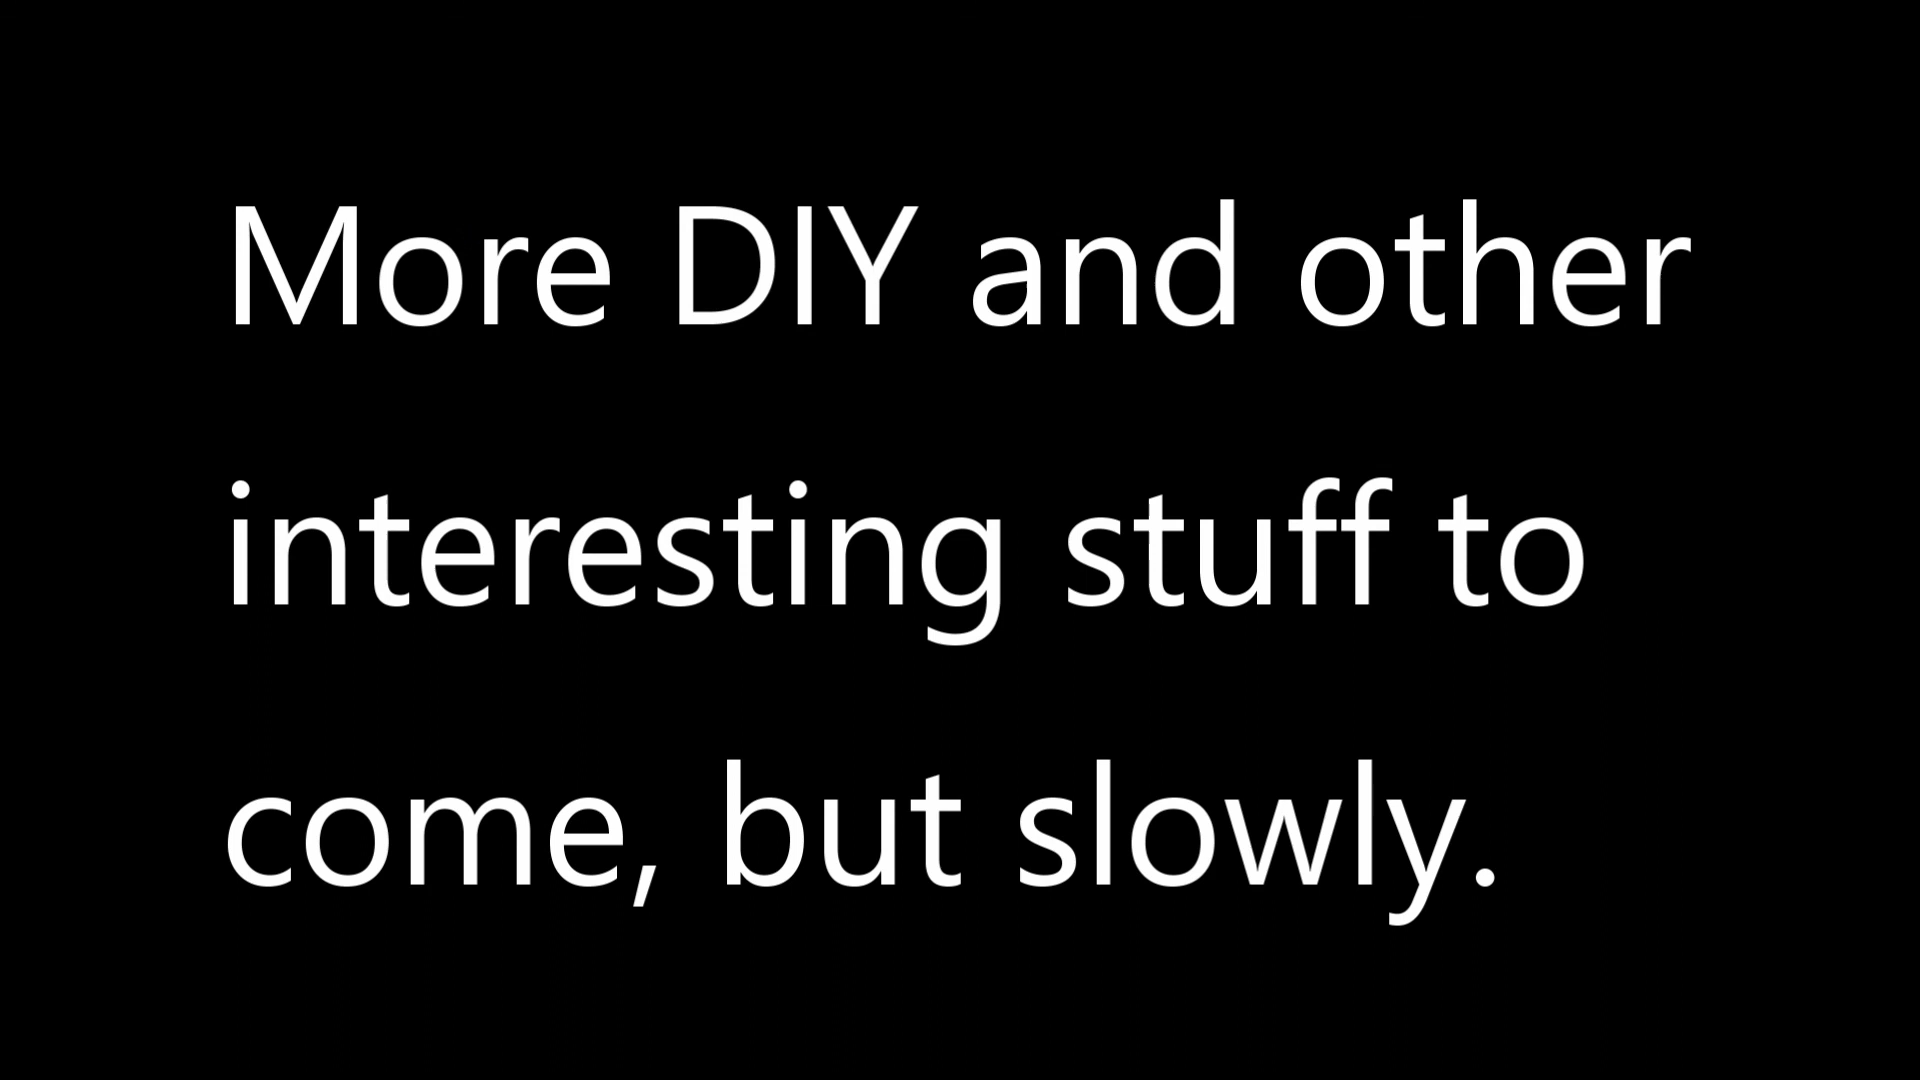 More DIY and other
interesting stuff to
come, but slowly.